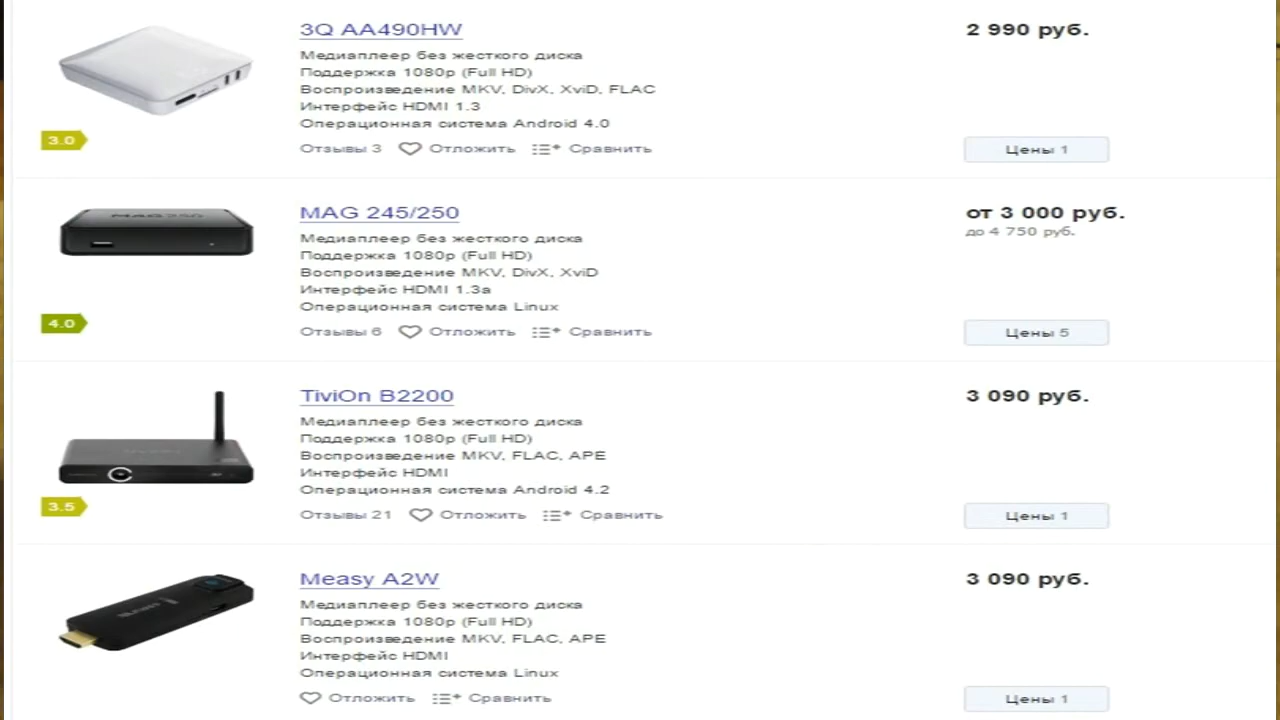 3Q AA490HW
2 990 руб.
Медиаплеер без жесткого диска
Поддержка 1080p (Full HD)
Воспроизведение MKV, DivX, XviD, FLAC
Интерфейс HDMI 1.3
Операционная система Android 4.0
3.0
Отзывы 3 Отложить Сравнить
Цены 1
MAG 245/250
от 3 000 руб.
до 4 750 руб.
MAG250
Медиаплеер без жесткого диска
Поддержка 1080p (Full HD)
Воспроизведение MKV, DivX, XviD
Интерфейс HDMI 1.3a
Операционная система Linux
4.0
Отзывы 6 Отложить Сравнить
Цены 5
TiviOn B2200
3 090 руб.
Медиаплеер без жесткого диска
Поддержка 1080p (Full HD)
Воспроизведение MKV, FLAC, APE
Интерфейс HDMI
Операционная система Android 4.2
3.5
Отзывы 21 Отложить Сравнить
Цены 1
Measy A2W
3 090 руб.
Медиаплеер без жесткого диска
Поддержка 1080p (Full HD)
Воспроизведение MKV, FLAC, APE
Интерфейс HDMI
Операционная система Linux
Отложить Сравнить
Цены 1